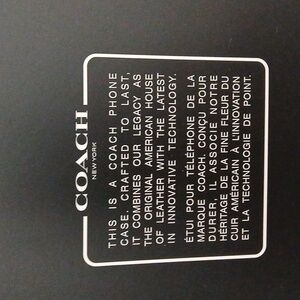 COACH
NEW YORK
THIS IS A COACH PHONE
CASE. CRAFTED TO LAST,
IT COMBINES OUR LEGACY AS
THE ORIGINAL AMERICAN HOUSE
OF LEATHER WITH THE LATEST
IN INNOVATIVE TECHNOLOGY.
ÉTUI POUR TÉLÉPHONE DE LA
MARQUE COACH. CONÇU POUR
DURER, IL ASSOCIE NOTRE
HÉRITAGE DE LA FINE FLEUR DU
CUIR AMÉRICAIN À L'INNOVATION
ET LA TECHNOLOGIE DE POINT.